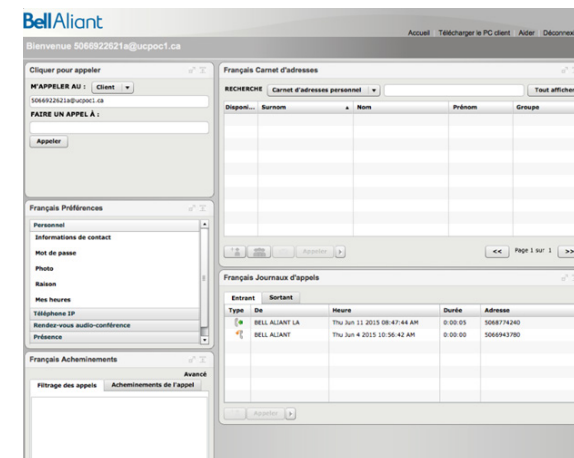 BellAliant
Accueil Télécharger le PC client Aider Déconnexi
Bienvenue 5066922621a@ucpoc1.ca
Cliquer pour appeler
M'APPELER AU : Client
5066922621a@ucpoc1.ca
FAIRE UN APPEL À :
Appeler
Français Préférences
Personnel
Informations de contact
Mot de passe
Photo
Raison
Mes heures
Téléphone IP
Rendez-vous audio-conférence
Présence
Français Acheminements
Avancé
Filtrage des appels Acheminements de l'appel
Français Carnet d'adresses
RECHERCHE Carnet d'adresses personnel Tout afficher
Disponi... Surnom Nom Prénom Groupe
Appeler << Page 1 sur 1 >>
Français Journaux d'appels
Entrant Sortant
Type De Heure Durée Adresse
BELL ALIANT LA Thu Jun 11 2015 08:47:44 AM 0:00:05 5068774240
BELL ALIANT Thu Jun 4 2015 10:56:42 AM 0:00:00 5066943780
Appeler